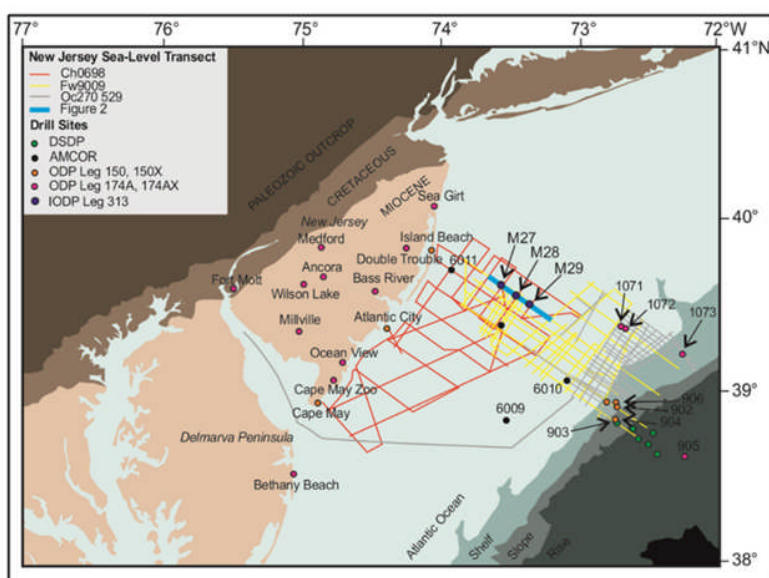 77° 76° 75° 74° 73° 72°W
41°N
40°
39°
38°
New Jersey Sea-Level Transect
Ch0698
Fw9009
Oc270 529
Figure 2
Drill Sites
DSDP
AMCOR
ODP Leg 150, 150X
ODP Leg 174A, 174AX
IODP Leg 313
PALEOZOIC OUTCROP
CRETACEOUS
MIOCENE
New Jersey
Sea Girt
Medford
Island Beach
Double Trouble
6011
M27
M28
M29
Fort Mott
Ancora
Wilson Lake
Bass River
Millville
Atlantic City
1071
1072
1073
Ocean View
Cape May Zoo
Cape May
6010
6009
906
902
904
903
905
Delmarva Peninsula
Bethany Beach
Atlantic Ocean
Shelf
Slope
Rise